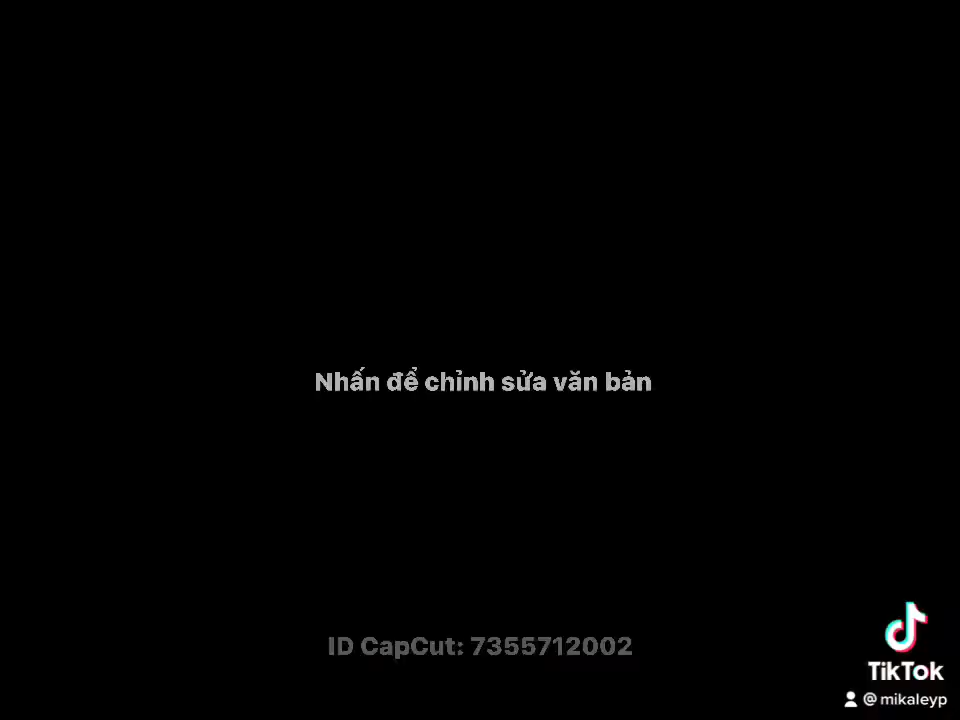 Nhấn để chỉnh sửa văn bản
ID CapCut: 7355712002
TikTok
@ mikaleyp